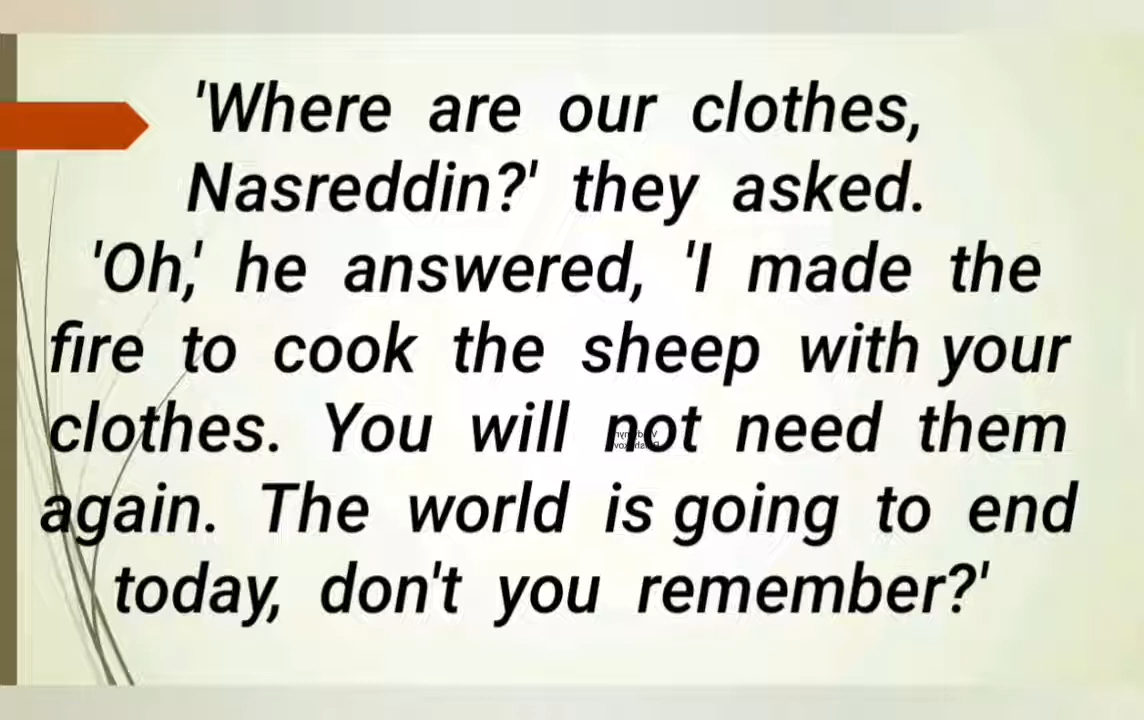 'Where are our clothes,
Nasreddin?' they asked.
'Oh,' he answered, 'I made the
fire to cook the sheep with your
clothes. You will not need them
again. The world is going to end
today, don't you remember?'